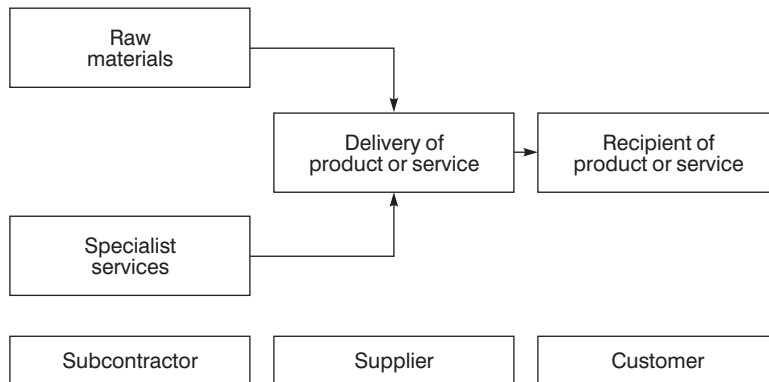 Raw
materials
Delivery of
product or service
Recipient of
product or service
Specialist
services
Subcontractor
Supplier
Customer